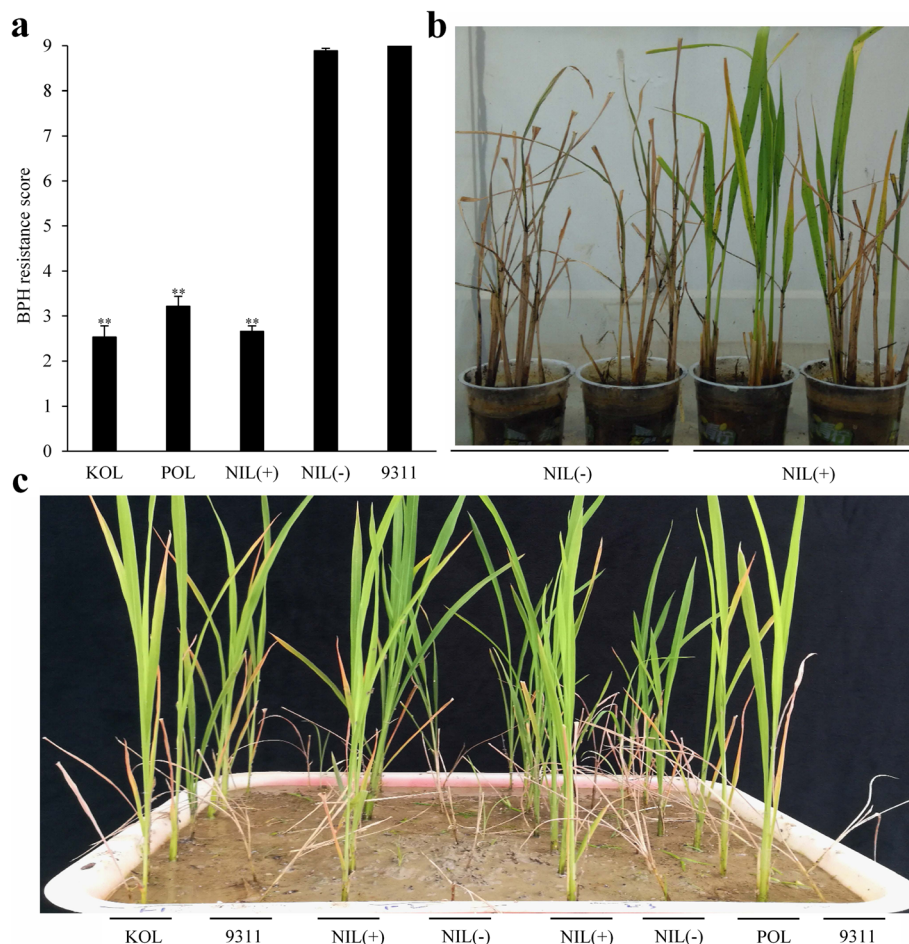 a
b
9
8
7
6
5
4
3
2
1
0
BPH resistance score
**
**
**
KOL POL NIL(+) NIL(-) 9311
NIL(-) NIL(+)
c
KOL 9311 NIL(+) NIL(-) NIL(+) NIL(-) POL 9311